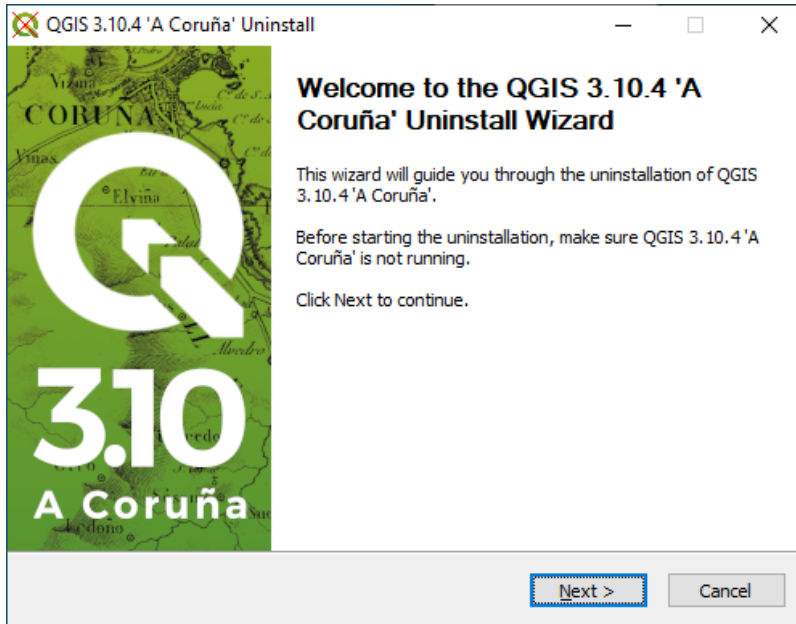 QGIS 3.10.4 'A Coruña' Uninstall
Welcome to the QGIS 3.10.4 'A
Coruña' Uninstall Wizard
This wizard will guide you through the uninstallation of QGIS
3.10.4 'A Coruña'.
Before starting the uninstallation, make sure QGIS 3.10.4 'A
Coruña' is not running.
Click Next to continue.
CORUÑA
Elviña
3.10
A Coruña
Next >
Cancel